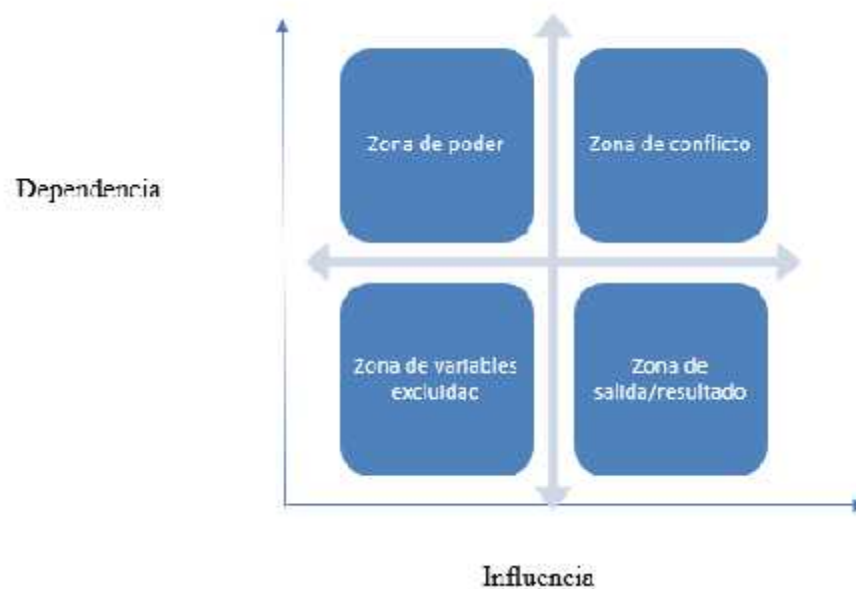 Zona de poder
Zona de conflicto
Dependencia
Zona de variables
excluidac
Zona de
salida/resultado
Influencia